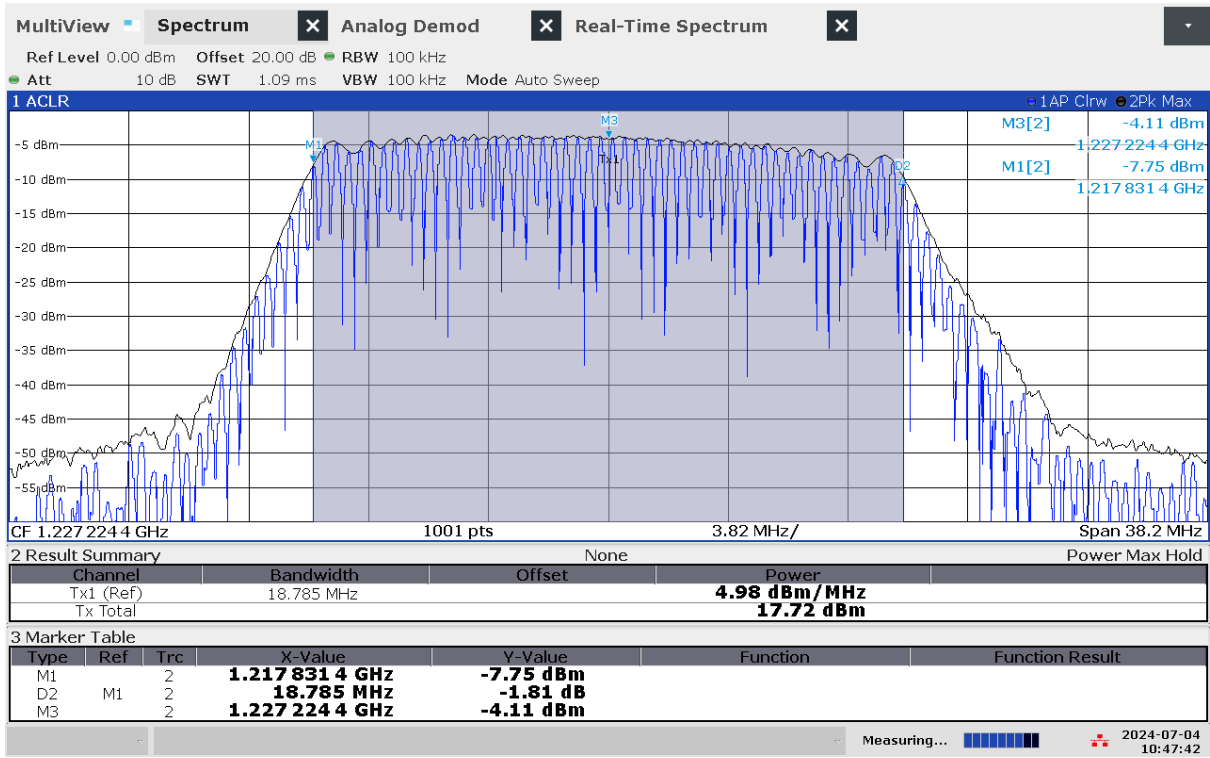 MultiView Spectrum X Analog Demod X Real-Time Spectrum X
Ref Level 0.00 dBm Offset 20.00 dB RBW 100 kHz
Att 10 dB SWT 1.09 ms VBW 100 kHz Mode Auto Sweep
1 ACLR 1AP Clrw 2Pk Max
M3[2] -4.11 dBm
1.227 224 4 GHz
M1[2] -7.75 dBm
1.217 831 4 GHz
M3
M1
Tx1
D2
-5 dBm
-10 dBm
-15 dBm
-20 dBm
-25 dBm
-30 dBm
-35 dBm
-40 dBm
-45 dBm
-50 dBm
-55 dBm
CF 1.227 224 4 GHz 1001 pts 3.82 MHz/ Span 38.2 MHz
2 Result Summary None Power Max Hold
Channel Bandwidth Offset Power
Tx1 (Ref) 18.785 MHz 4.98 dBm/MHz
Tx Total 17.72 dBm
3 Marker Table
Type Ref Trc X-Value Y-Value Function Function Result
M1 2 1.217 831 4 GHz -7.75 dBm
D2 M1 2 18.785 MHz -1.81 dB
M3 2 1.227 224 4 GHz -4.11 dBm
Measuring... 2024-07-04
10:47:42